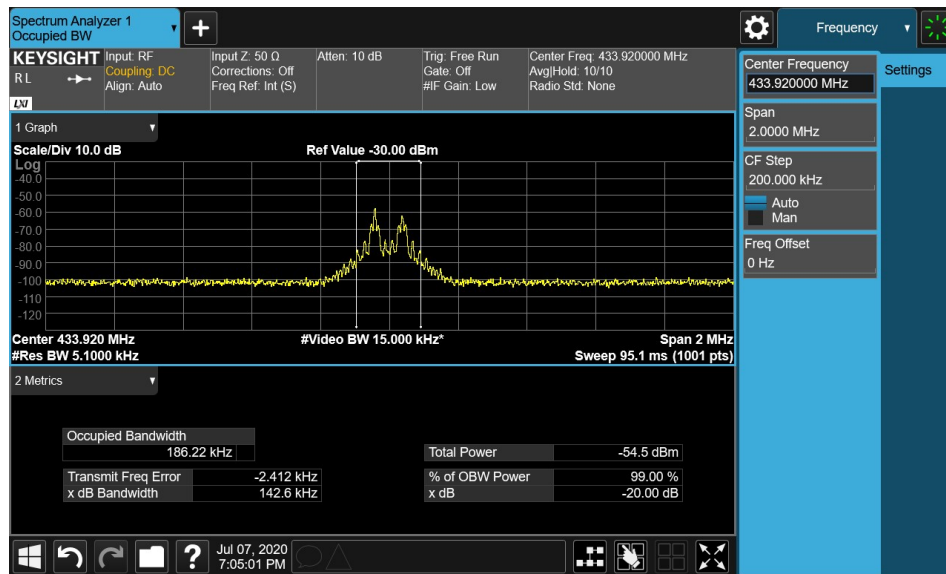 Spectrum Analyzer 1
Occupied BW
+
Frequency
KEYSIGHT
RL
LXI
Input: RF
Coupling: DC
Align: Auto
Input Z: 50 Ω
Corrections: Off
Freq Ref: Int (S)
Atten: 10 dB
Trig: Free Run
Gate: Off
#IF Gain: Low
Center Freq: 433.920000 MHz
Avg|Hold: 10/10
Radio Std: None
Center Frequency
433.920000 MHz
Settings
Span
2.0000 MHz
CF Step
200.000 kHz
Auto
Man
Freq Offset
0 Hz
1 Graph
Scale/Div 10.0 dB
Ref Value -30.00 dBm
Log
-40.0
-50.0
-60.0
-70.0
-80.0
-90.0
-100
-110
-120
Center 433.920 MHz
#Video BW 15.000 kHz*
Span 2 MHz
#Res BW 5.1000 kHz
Sweep 95.1 ms (1001 pts)
2 Metrics
Occupied Bandwidth
186.22 kHz
Total Power -54.5 dBm
Transmit Freq Error -2.412 kHz
% of OBW Power 99.00 %
x dB Bandwidth 142.6 kHz
x dB -20.00 dB
?
Jul 07, 2020
7:05:01 PM